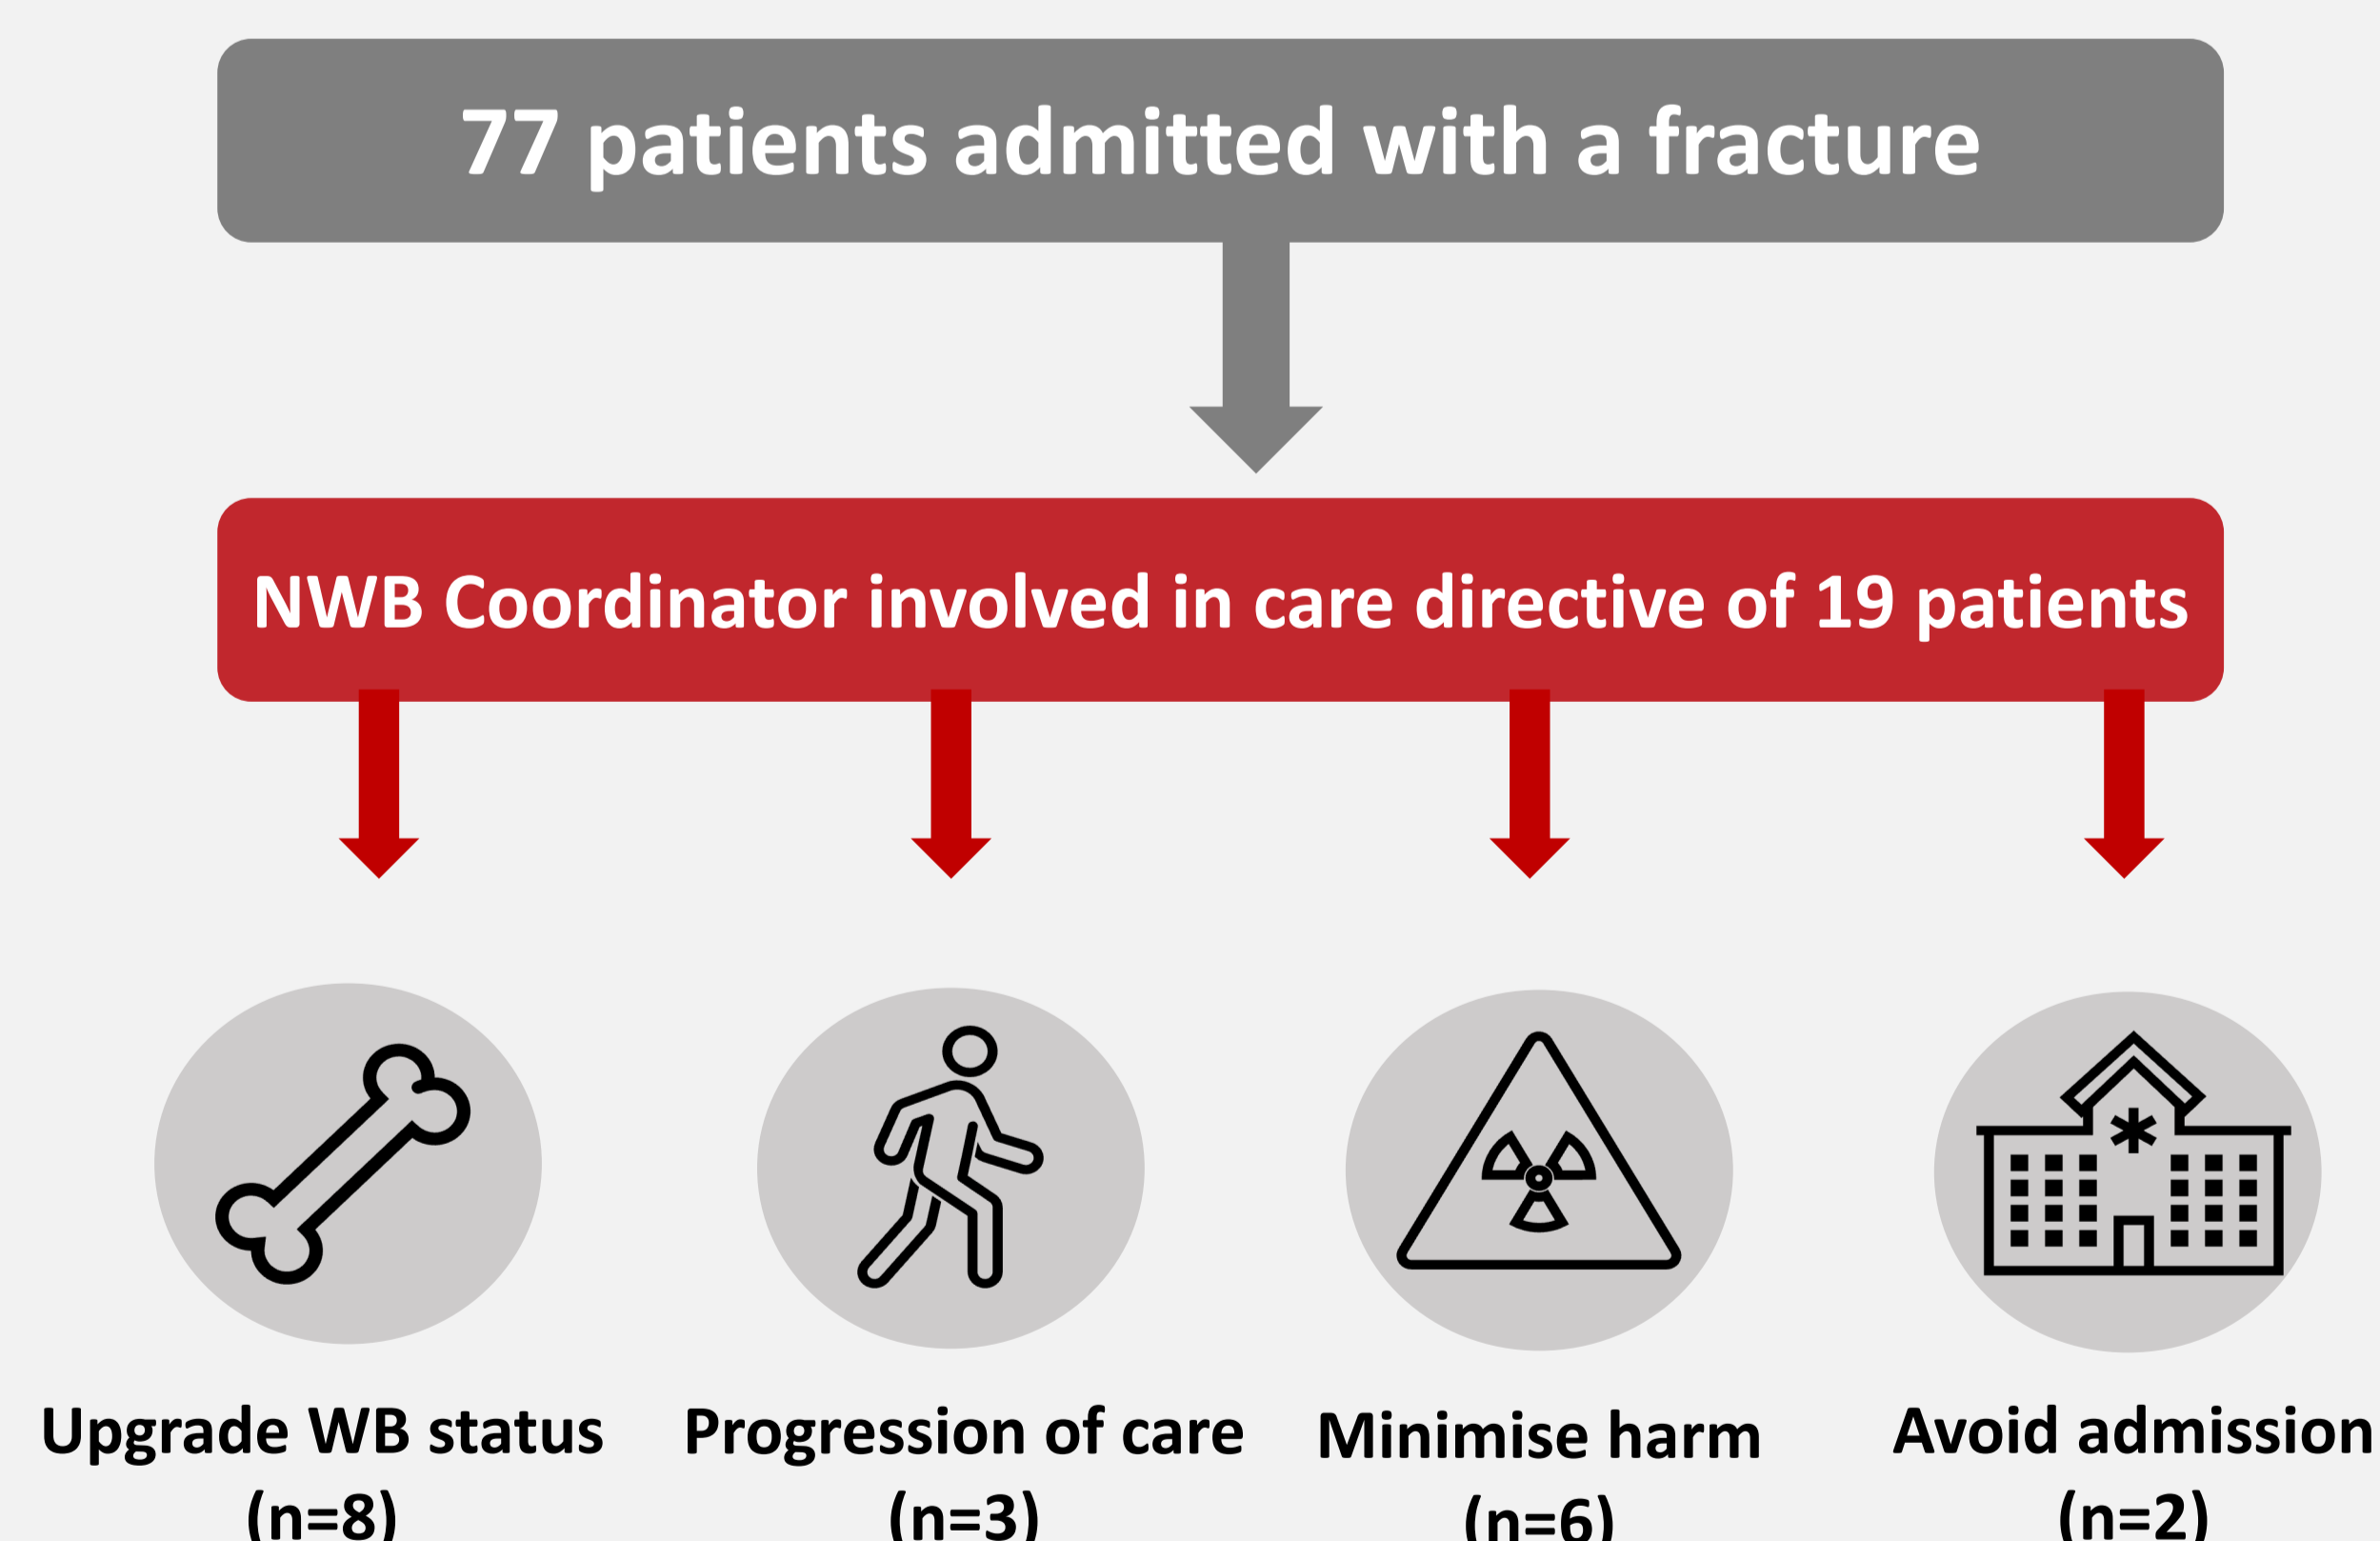 77 patients admitted with a fracture
NWB Coordinator involved in care directive of 19 patients
Upgrade WB status
(n=8)
Progression of care
(n=3)
Minimise harm
(n=6)
Avoid admission
(n=2)